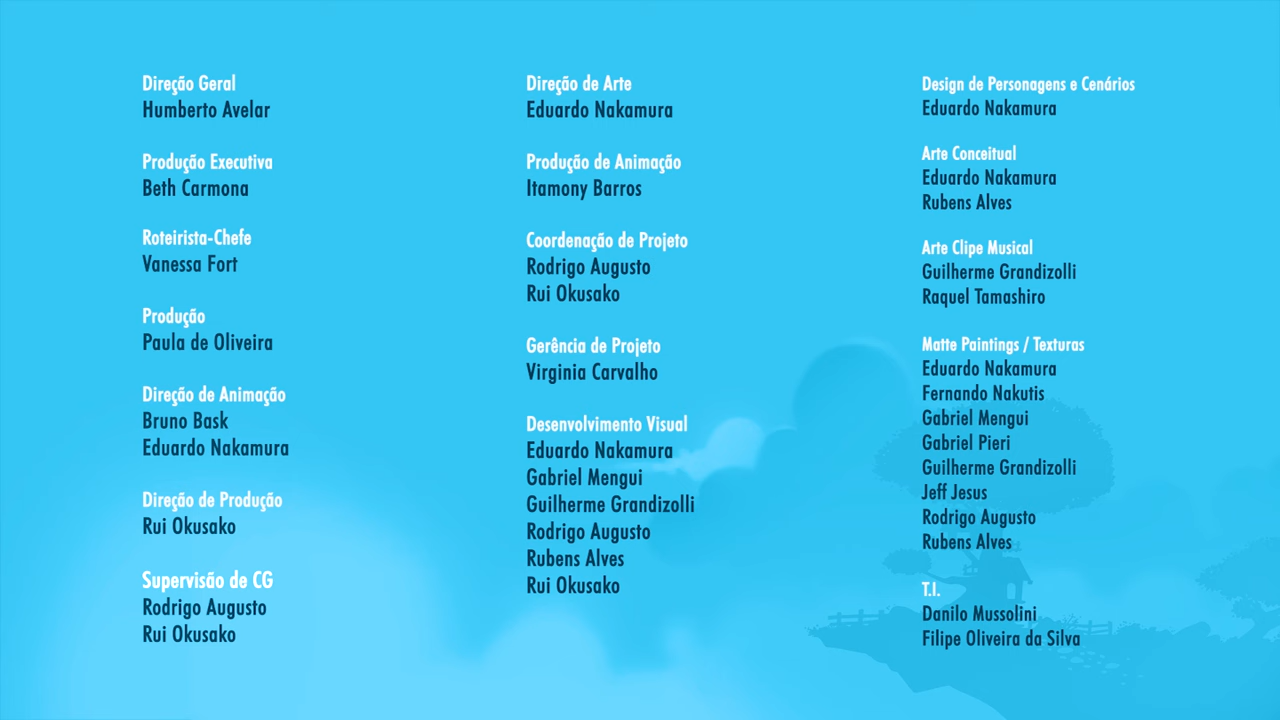 Direção Geral
Humberto Avelar
Produção Executiva
Beth Carmona
Roteirista-Chefe
Vanessa Fort
Produção
Paula de Oliveira
Direção de Animação
Bruno Bask
Eduardo Nakamura
Direção de Produção
Rui Okusako
Supervisão de CG
Rodrigo Augusto
Rui Okusako
Direção de Arte
Eduardo Nakamura
Produção de Animação
Itamony Barros
Coordenação de Projeto
Rodrigo Augusto
Rui Okusako
Gerência de Projeto
Virginia Carvalho
Desenvolvimento Visual
Eduardo Nakamura
Gabriel Mengui
Guilherme Grandizolli
Rodrigo Augusto
Rubens Alves
Rui Okusako
Design de Personagens e Cenários
Eduardo Nakamura
Arte Conceitual
Eduardo Nakamura
Rubens Alves
Arte Clipe Musical
Guilherme Grandizolli
Raquel Tamashiro
Matte Paintings / Texturas
Eduardo Nakamura
Fernando Nakutis
Gabriel Mengui
Gabriel Pieri
Guilherme Grandizolli
Jeff Jesus
Rodrigo Augusto
Rubens Alves
T.I.
Danilo Mussolini
Filipe Oliveira da Silva